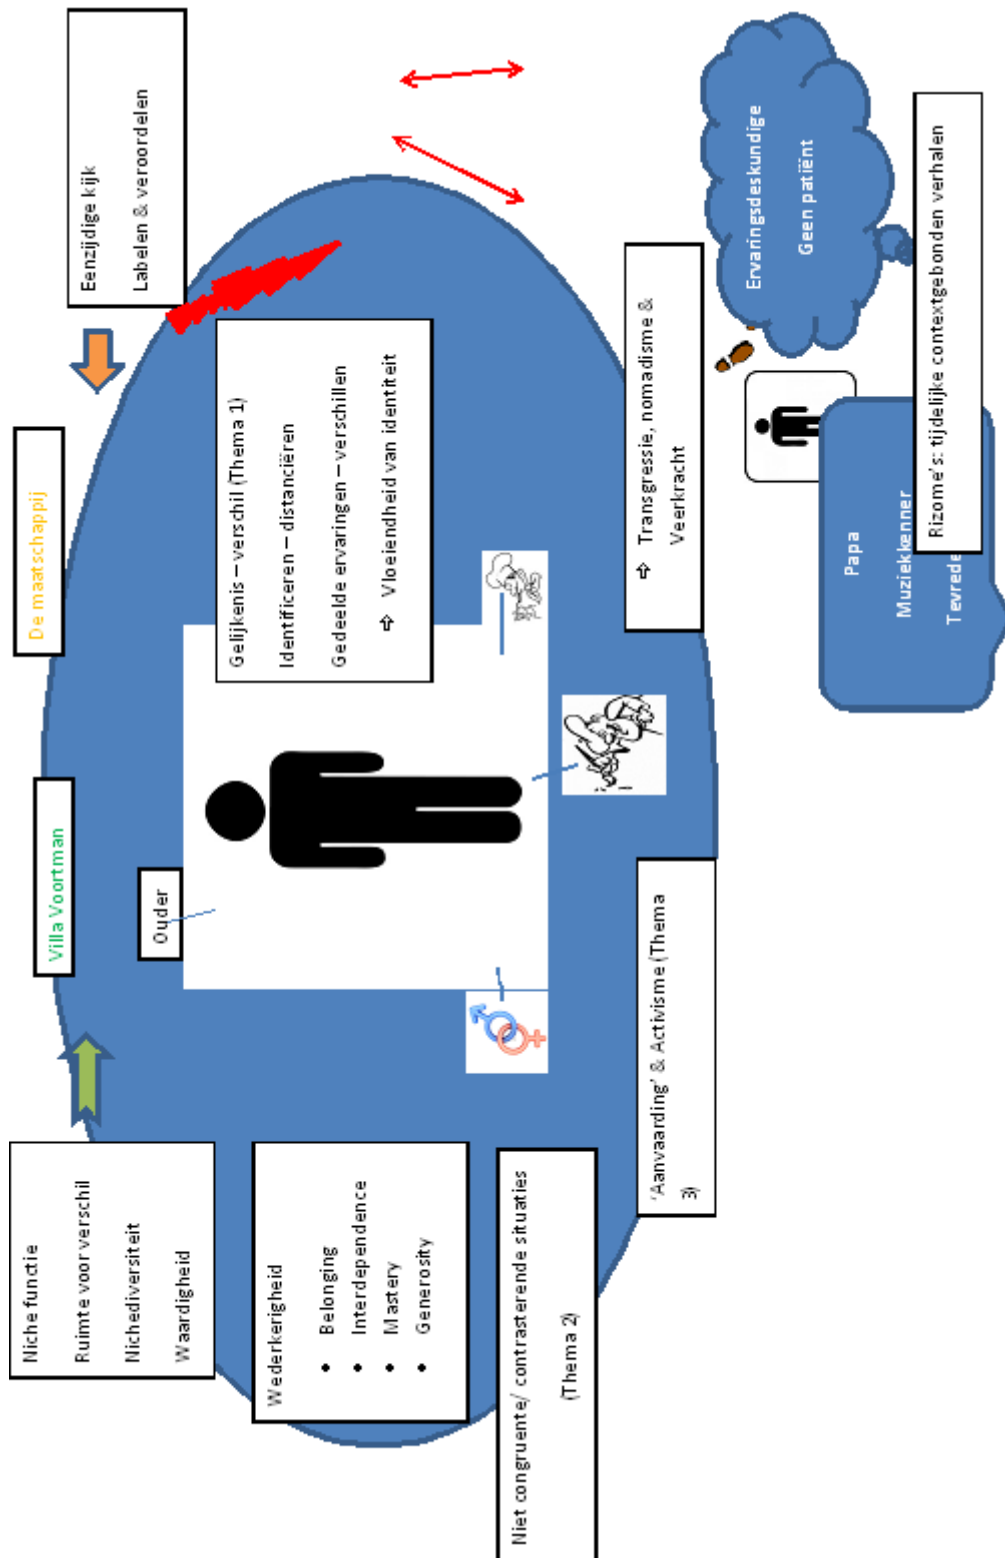 Niche functie
Ruimte voor verschil
Nichediversiteit
Waardigheid
Villa Voortman
De maatschappij
Eenzijdige kijk
Labelen & veroordelen
Ouder
Wederkerigheid
• Belonging
• Interdependence
• Mastery
• Generosity
Gelijkenis – verschil (Thema 1)
Identificeren – distanciëren
Gedeelde ervaringen – verschillen
⇨ Vloeiendheid van identiteit
Niet congruente/ contrasterende situaties
(Thema 2)
'Aanvaarding' & Activisme (Thema
3)
⇨ Transgressie, nomadisme &
Veerkracht
Ervaringsdeskundige
Geen patiënt
Papa
Muziekkenner
Tevrede
Rizome's: tijdelijke contextgebonden verhalen